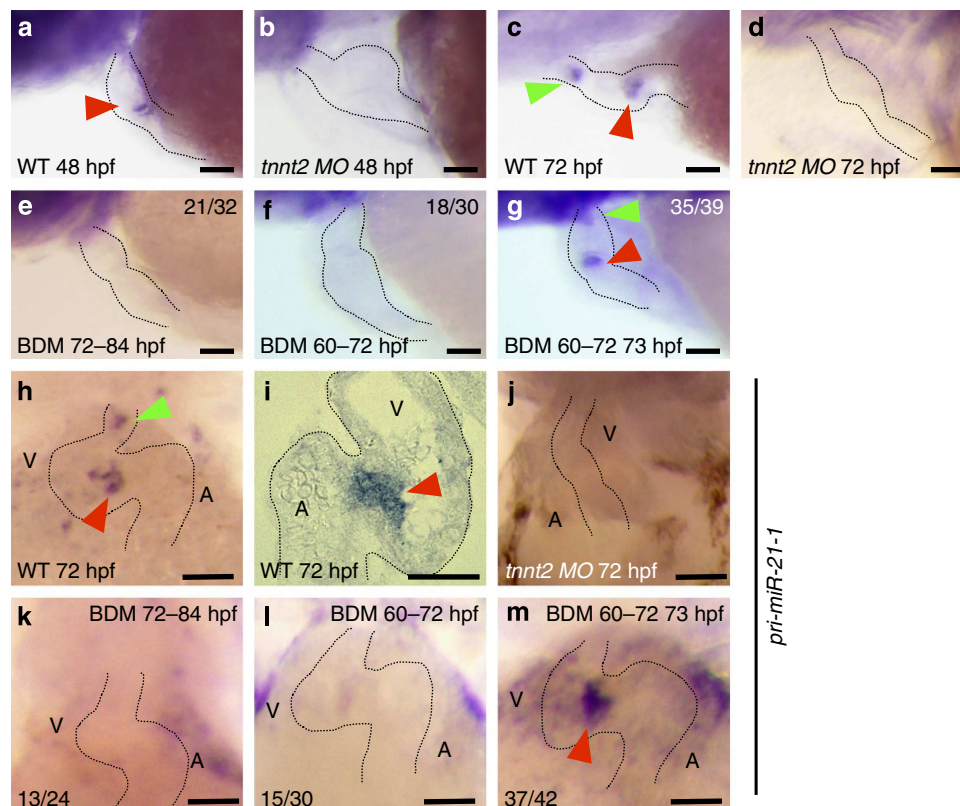 a
WT 48 hpf
b
tnnt2 MO 48 hpf
c
WT 72 hpf
d
tnnt2 MO 72 hpf
e
21/32
BDM 72–84 hpf
f
18/30
BDM 60–72 hpf
g
35/39
BDM 60–72 73 hpf
h
V
A
WT 72 hpf
i
V
A
WT 72 hpf
j
V
A
tnnt2 MO 72 hpf
k
BDM 72–84 hpf
V
A
13/24
l
BDM 60–72 hpf
V
A
15/30
m
BDM 60–72 73 hpf
V
A
37/42
pri-miR-21-1